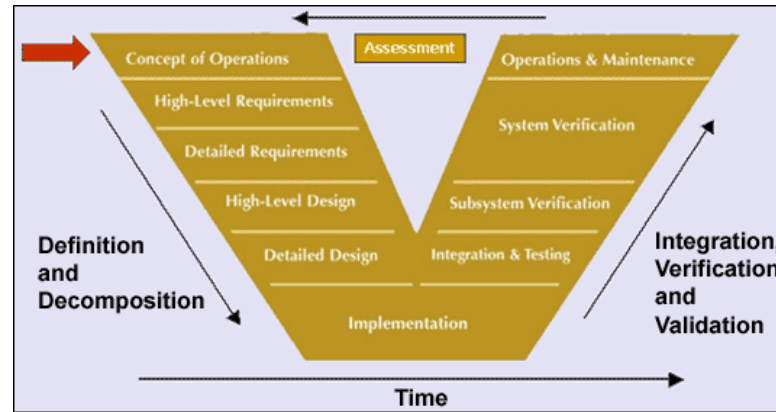 Assessment
Concept of Operations
Operations & Maintenance
High-Level Requirements
System Verification
Detailed Requirements
High-Level Design
Subsystem Verification
Detailed Design
Integration & Testing
Implementation
Definition
and
Decomposition
Integration,
Verification
and
Validation
Time